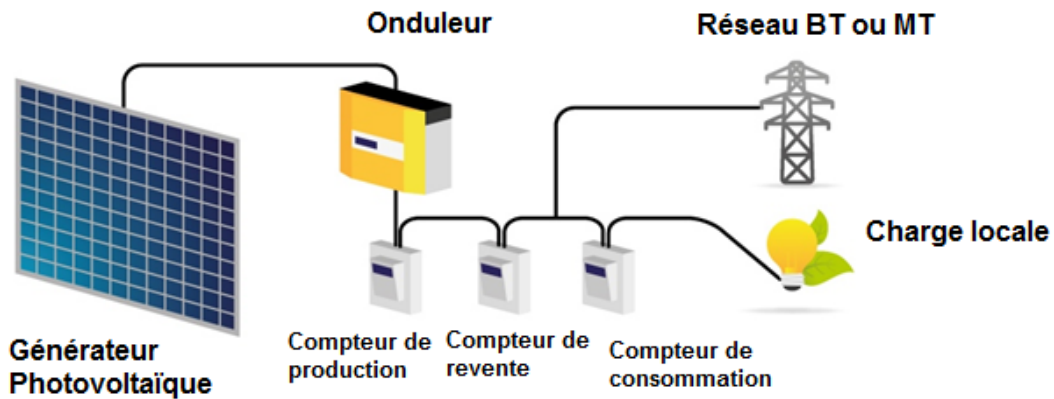 Onduleur
Réseau BT ou MT
Charge locale
Générateur
Photovoltaïque
Compteur de
production
Compteur de
revente
Compteur de
consommation